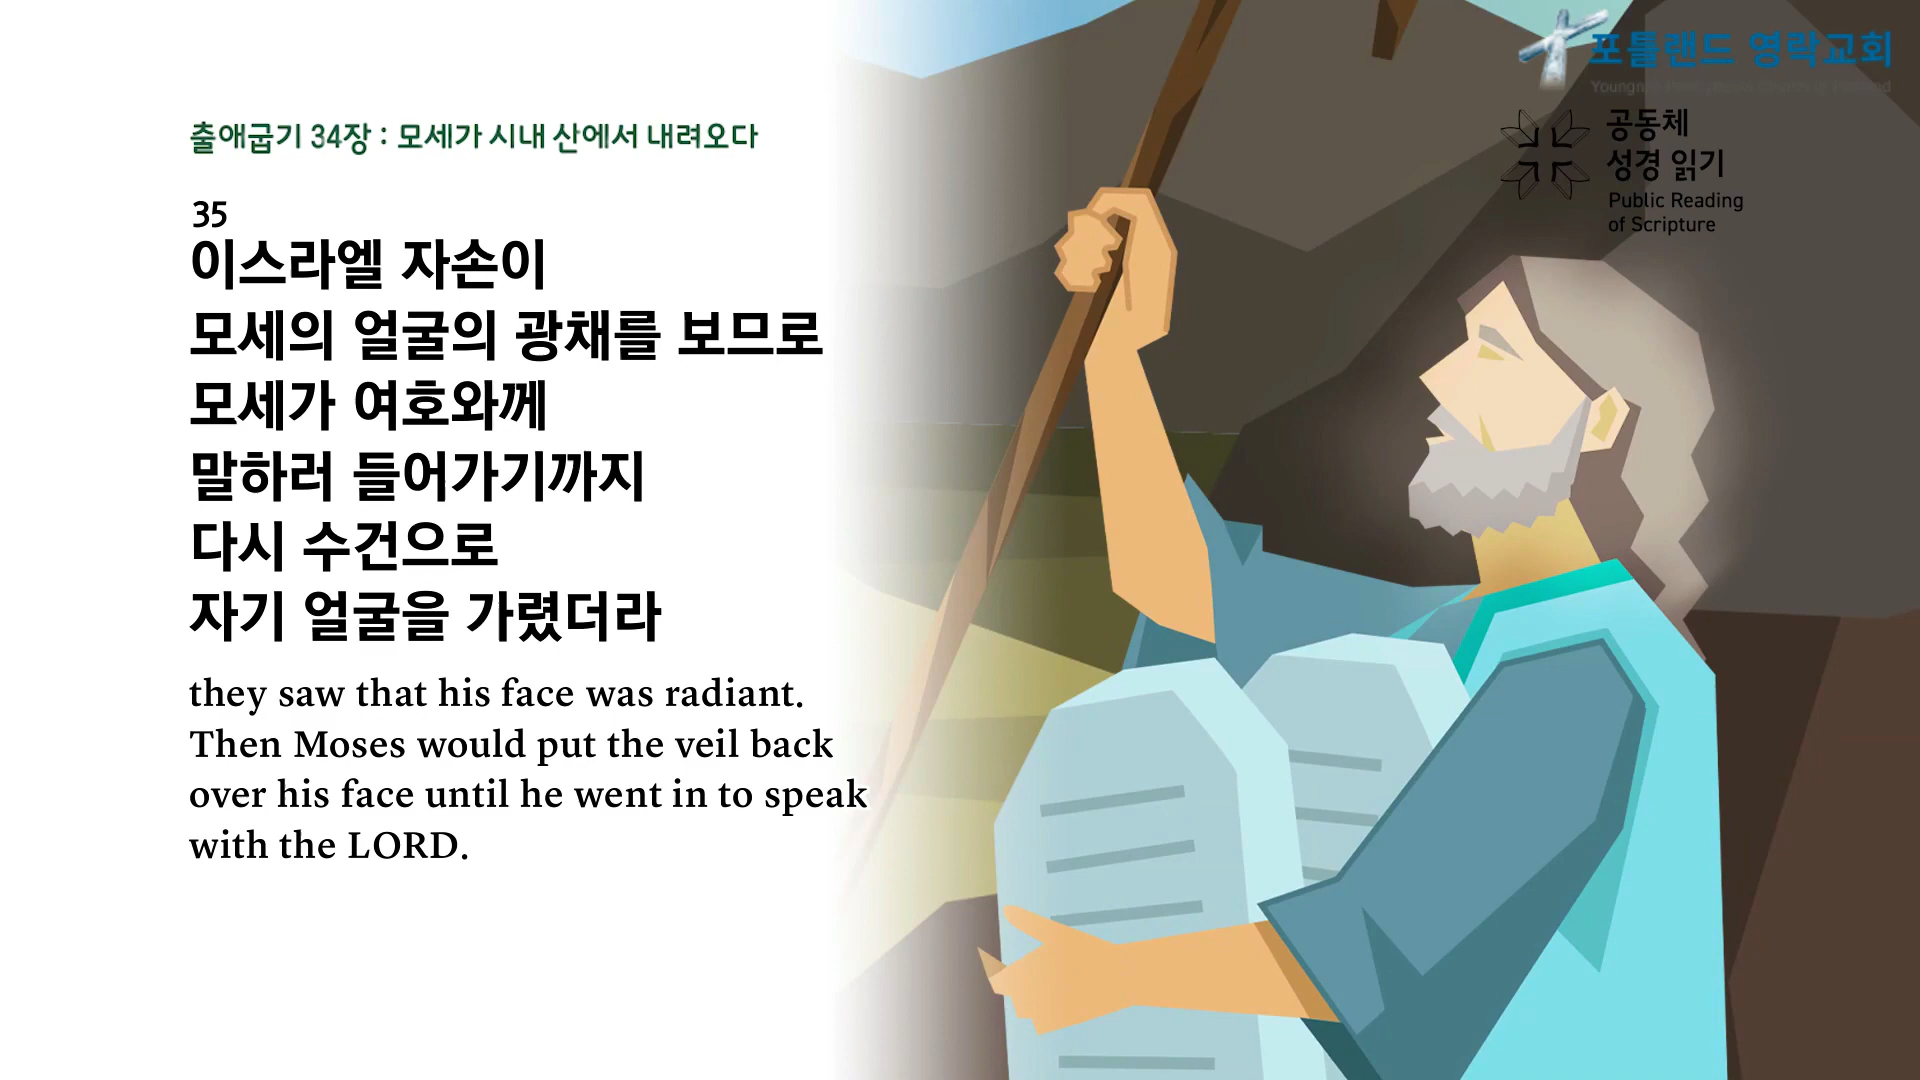 포틀랜드 영락교회
공동체
성경 읽기
Public Reading
of Scripture
출애굽기 34장 : 모세가 시내 산에서 내려오다
35
이스라엘 자손이
모세의 얼굴의 광채를 보므로
모세가 여호와께
말하러 들어가기까지
다시 수건으로
자기 얼굴을 가렸더라
they saw that his face was radiant.
Then Moses would put the veil back
over his face until he went in to speak
with the LORD.